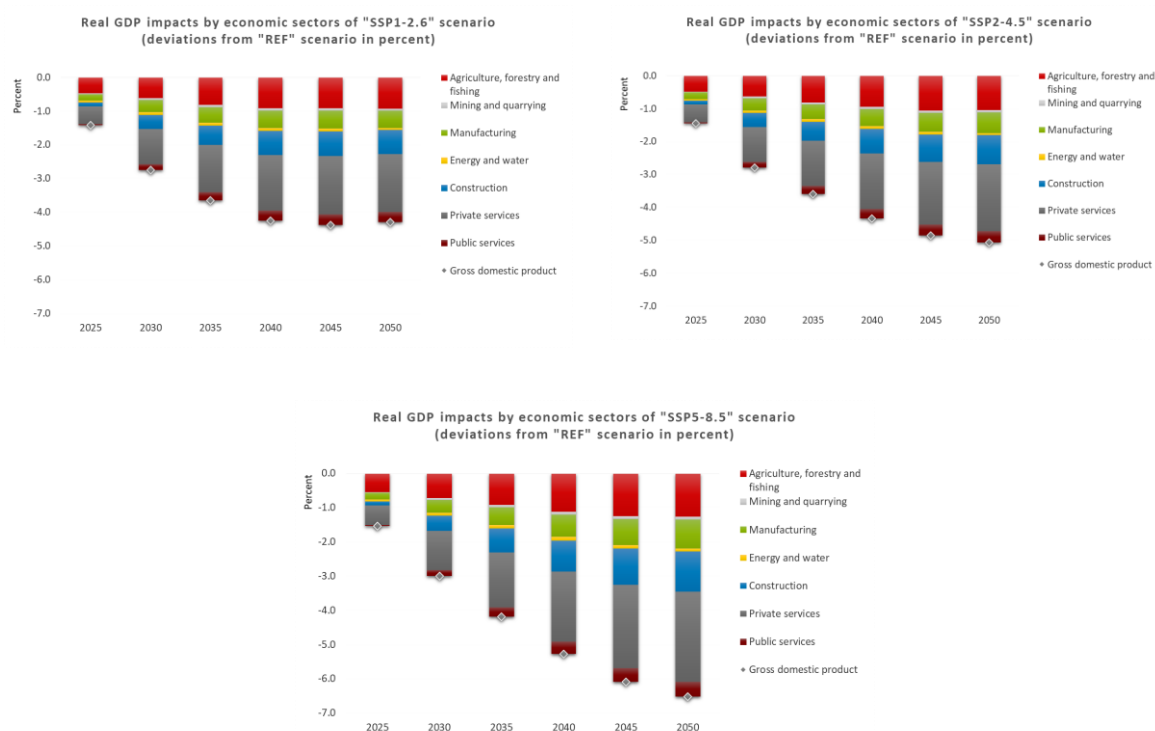 Real GDP impacts by economic sectors of "SSP1-2.6" scenario
(deviations from "REF" scenario in percent)
Percent
0.0
-1.0
-2.0
-3.0
-4.0
-5.0
-6.0
-7.0
2025 2030 2035 2040 2045 2050
Agriculture, forestry and
fishing
Mining and quarrying
Manufacturing
Energy and water
Construction
Private services
Public services
Gross domestic product
Real GDP impacts by economic sectors of "SSP2-4.5" scenario
(deviations from "REF" scenario in percent)
Percent
0.0
-1.0
-2.0
-3.0
-4.0
-5.0
-6.0
-7.0
2025 2030 2035 2040 2045 2050
Agriculture, forestry and
fishing
Mining and quarrying
Manufacturing
Energy and water
Construction
Private services
Public services
Gross domestic product
Real GDP impacts by economic sectors of "SSP5-8.5" scenario
(deviations from "REF" scenario in percent)
Percent
0.0
-1.0
-2.0
-3.0
-4.0
-5.0
-6.0
-7.0
2025 2030 2035 2040 2045 2050
Agriculture, forestry and
fishing
Mining and quarrying
Manufacturing
Energy and water
Construction
Private services
Public services
Gross domestic product